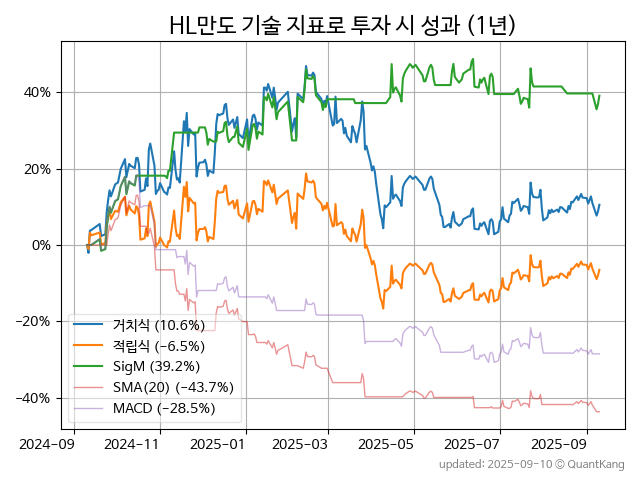 HL만도 기술 지표로 투자 시 성과 (1년)
40%
20%
0%
−20%
−40%
거치식 (10.6%)
적립식 (−6.5%)
SigM (39.2%)
SMA(20) (−43.7%)
MACD (−28.5%)
2024-09
2024-11
2025-01
2025-03
2025-05
2025-07
2025-09
updated: 2025-09-10 © QuantKang